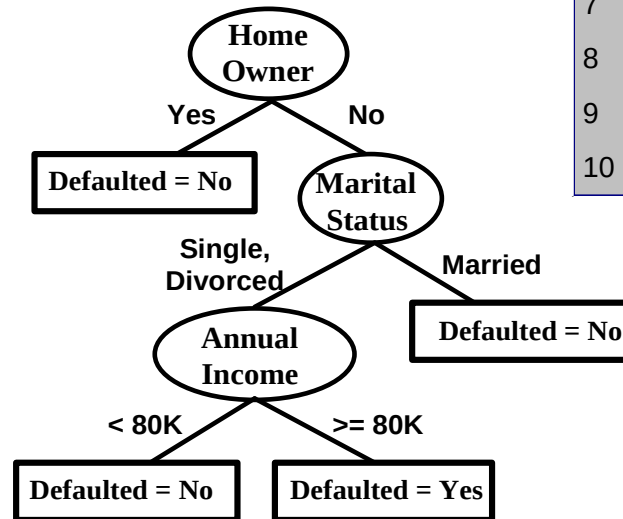 Home
Owner
Yes
No
Defaulted = No
Marital
Status
Single,
Divorced
Married
Annual
Income
Defaulted = No
< 80K
>= 80K
Defaulted = No
Defaulted = Yes
7
8
9
10